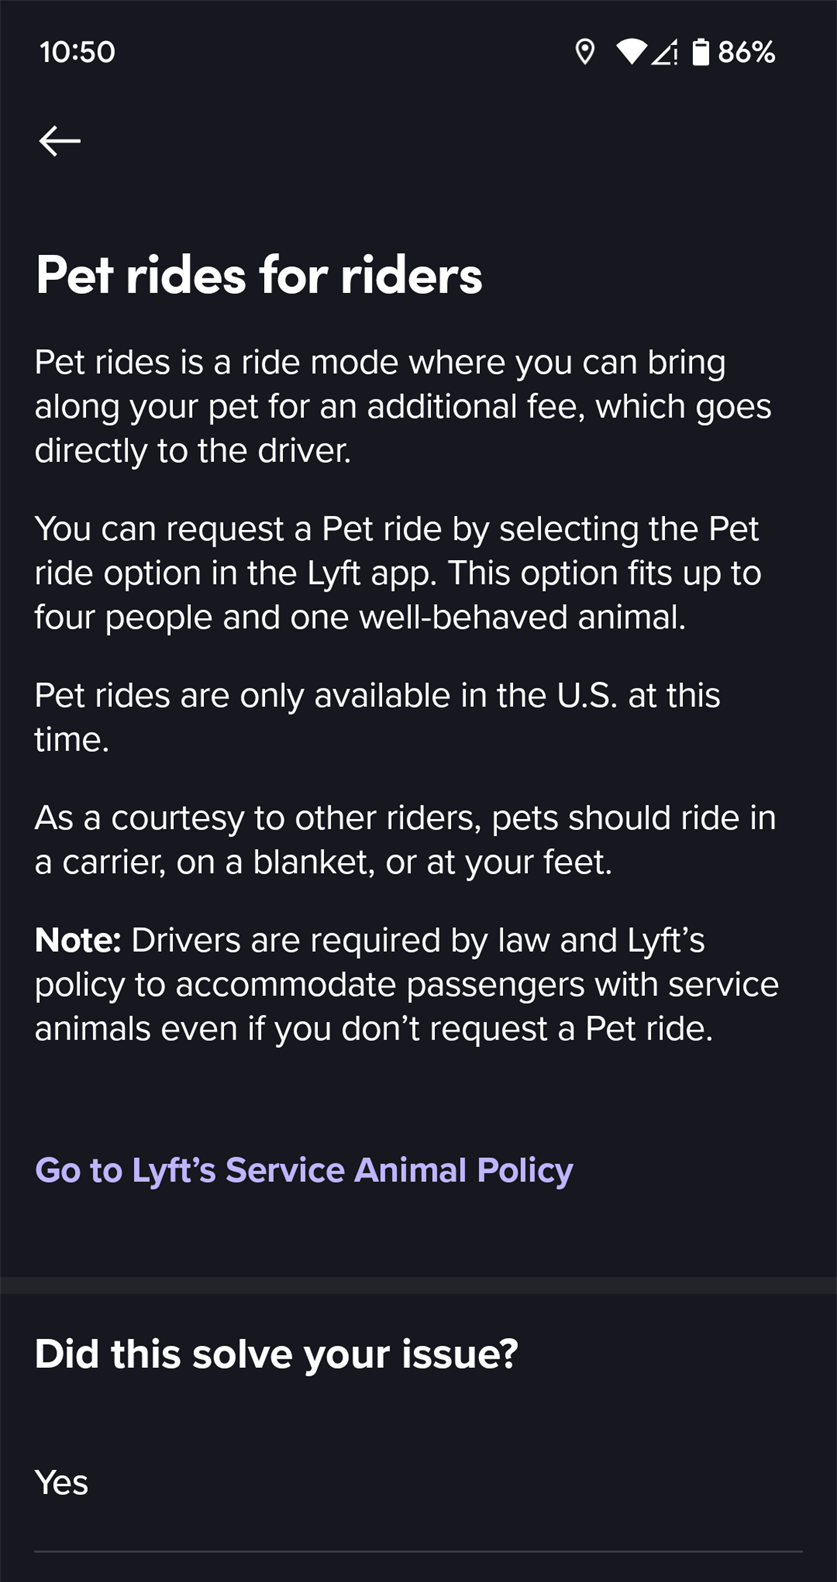 10:50
86%
Pet rides for riders
Pet rides is a ride mode where you can bring
along your pet for an additional fee, which goes
directly to the driver.
You can request a Pet ride by selecting the Pet
ride option in the Lyft app. This option fits up to
four people and one well-behaved animal.
Pet rides are only available in the U.S. at this
time.
As a courtesy to other riders, pets should ride in
a carrier, on a blanket, or at your feet.
Note: Drivers are required by law and Lyft’s
policy to accommodate passengers with service
animals even if you don’t request a Pet ride.
Go to Lyft’s Service Animal Policy
Did this solve your issue?
Yes